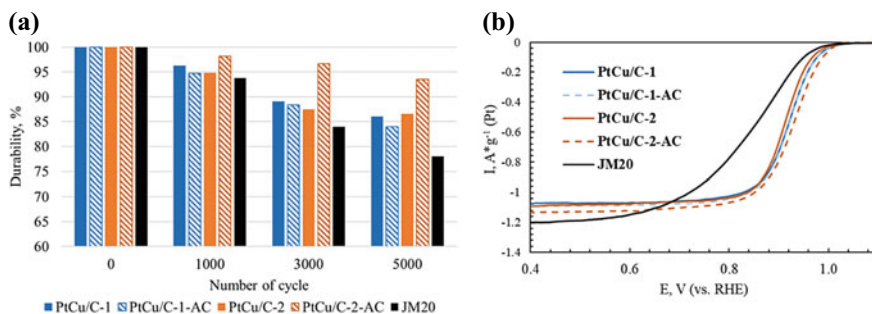 (a)
100
95
90
85
80
75
70
65
60
Durability, %
0 1000 3000 5000
Number of cycle
PtCu/C-1 PtCu/C-1-AC PtCu/C-2 PtCu/C-2-AC JM20
(b)
0
-0.2
-0.4
-0.6
-0.8
-1
-1.2
-1.4
I, A*g⁻¹ (Pt)
PtCu/C-1
PtCu/C-1-AC
PtCu/C-2
PtCu/C-2-AC
JM20
0.4 0.6 0.8 1.0
E, V (vs. RHE)